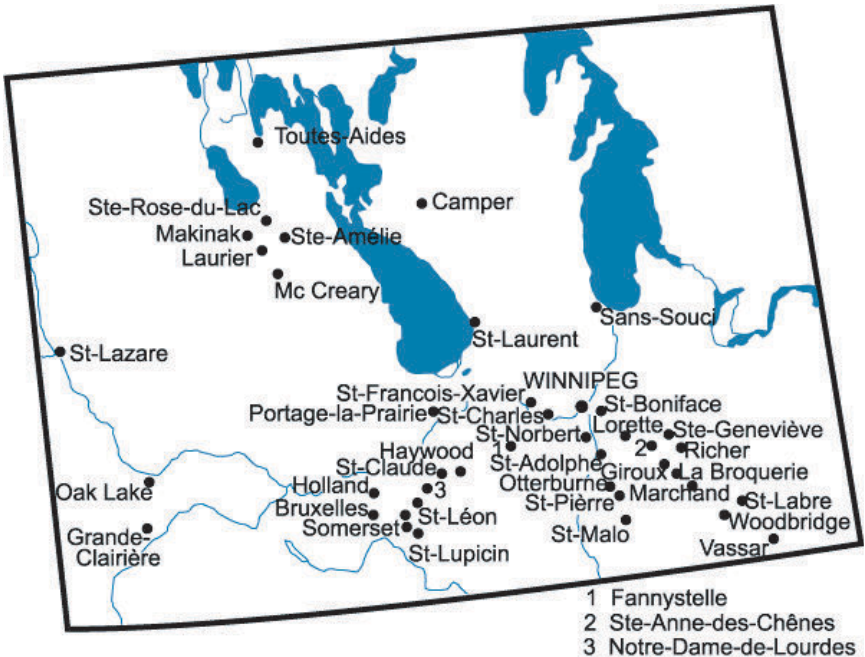 Toutes-Aides
Camper
Ste-Rose-du-Lac
Makinak
Ste-Amélie
Laurier
Mc Creary
Sans-Souci
St-Laurent
St-Lazare
St-Francois-Xavier
WINNIPEG
Portage-la-Prairie
St-Charles
St-Boniface
Lorette
Ste-Geneviève
St-Norbert
1
2
Richer
Haywood
St-Claude
St-Adolphe
Giroux
La Broquerie
Oak Lake
Holland
3
Otterburne
Marchand
St-Pièrre
St-Labre
Bruxelles
St-Léon
Somerset
Woodbridge
Grande-
Clairière
St-Lupicin
St-Malo
Vassar
1 Fannystelle
2 Ste-Anne-des-Chênes
3 Notre-Dame-de-Lourdes